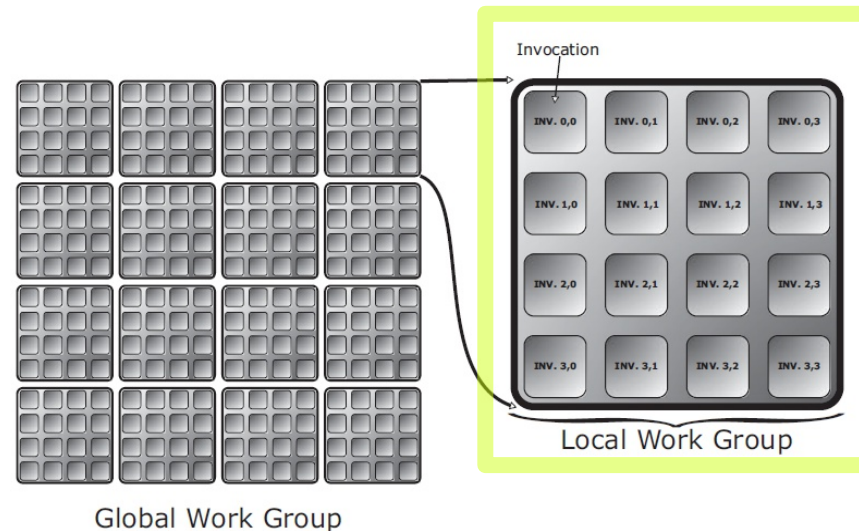 Invocation
INV. 0,0 INV. 0,1 INV. 0,2 INV. 0,3
INV. 1,0 INV. 1,1 INV. 1,2 INV. 1,3
INV. 2,0 INV. 2,1 INV. 2,2 INV. 2,3
INV. 3,0 INV. 3,1 INV. 3,2 INV. 3,3
Local Work Group
Global Work Group